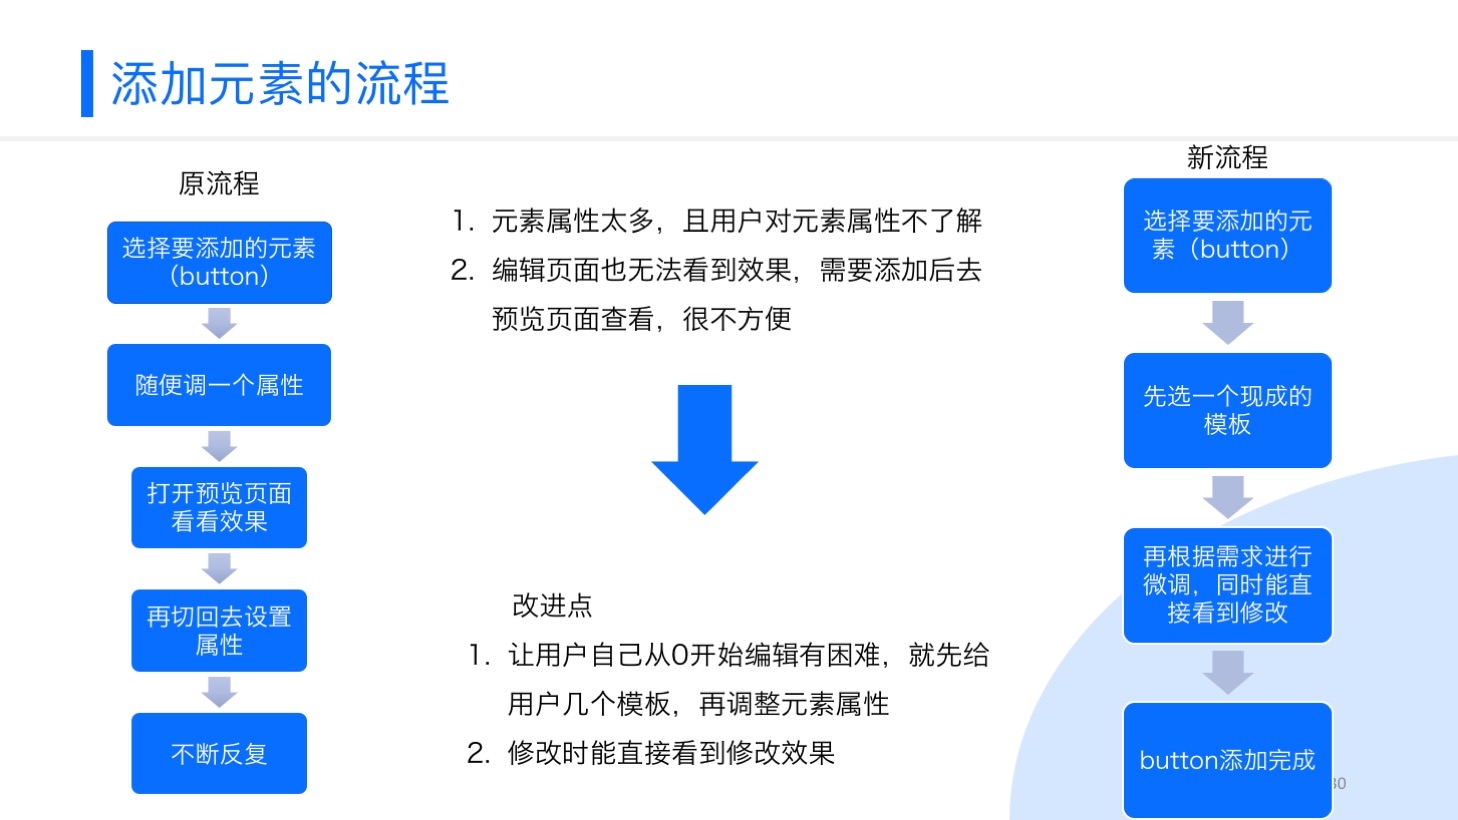 添加元素的流程
原流程
选择要添加的元素
（button）
随便调一个属性
打开预览页面
看看效果
再切回去设置
属性
不断反复
1. 元素属性太多，且用户对元素属性不了解
2. 编辑页面也无法看到效果，需要添加后去
预览页面查看，很不方便
改进点
1. 让用户自己从0开始编辑有困难，就先给
用户几个模板，再调整元素属性
2. 修改时能直接看到修改效果
新流程
选择要添加的元
素（button）
先选一个现成的
模板
再根据需求进行
微调，同时能直
接看到修改
button添加完成
30